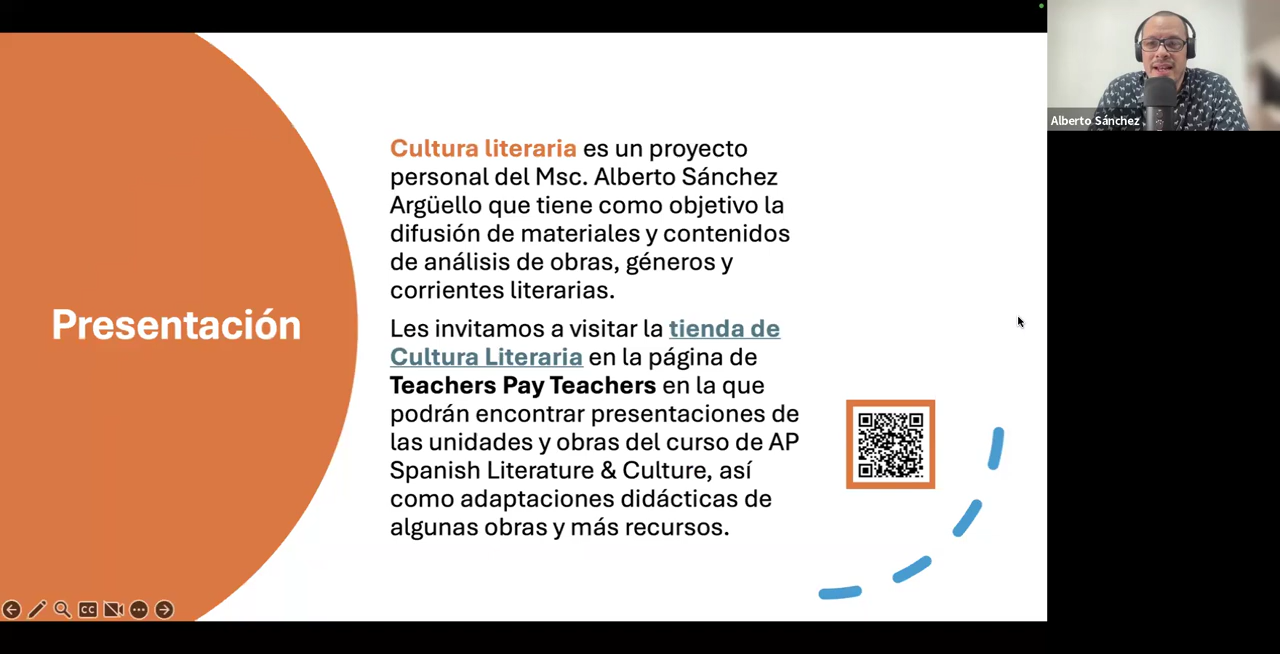 Presentación
Cultura literaria es un proyecto
personal del Msc. Alberto Sánchez
Argüello que tiene como objetivo la
difusión de materiales y contenidos
de análisis de obras, géneros y
corrientes literarias.
Les invitamos a visitar la tienda de
Cultura Literaria en la página de
Teachers Pay Teachers en la que
podrán encontrar presentaciones de
las unidades y obras del curso de AP
Spanish Literature & Culture, así
como adaptaciones didácticas de
algunas obras y más recursos.
Alberto Sánchez
CC